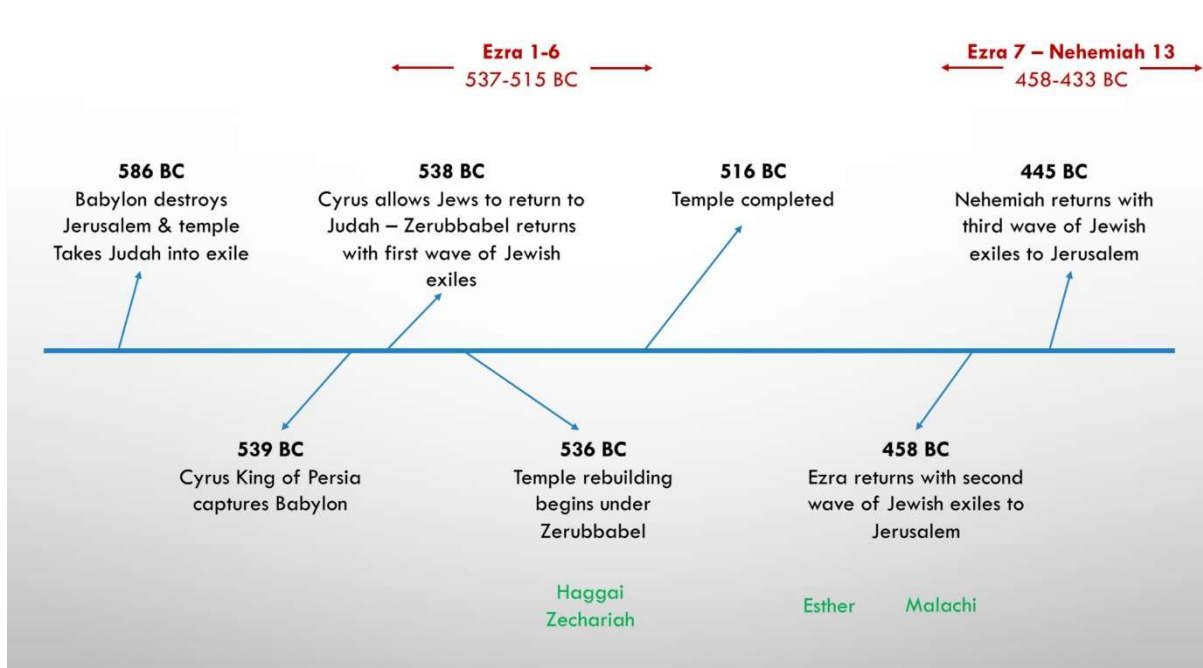 Ezra 1-6
537-515 BC
Ezra 7 – Nehemiah 13
458-433 BC
586 BC
Babylon destroys
Jerusalem & temple
Takes Judah into exile
538 BC
Cyrus allows Jews to return to
Judah – Zerubbabel returns
with first wave of Jewish
exiles
516 BC
Temple completed
445 BC
Nehemiah returns with
third wave of Jewish
exiles to Jerusalem
539 BC
Cyrus King of Persia
captures Babylon
536 BC
Temple rebuilding
begins under
Zerubbabel
458 BC
Ezra returns with second
wave of Jewish exiles to
Jerusalem
Haggai
Zechariah
Esther
Malachi